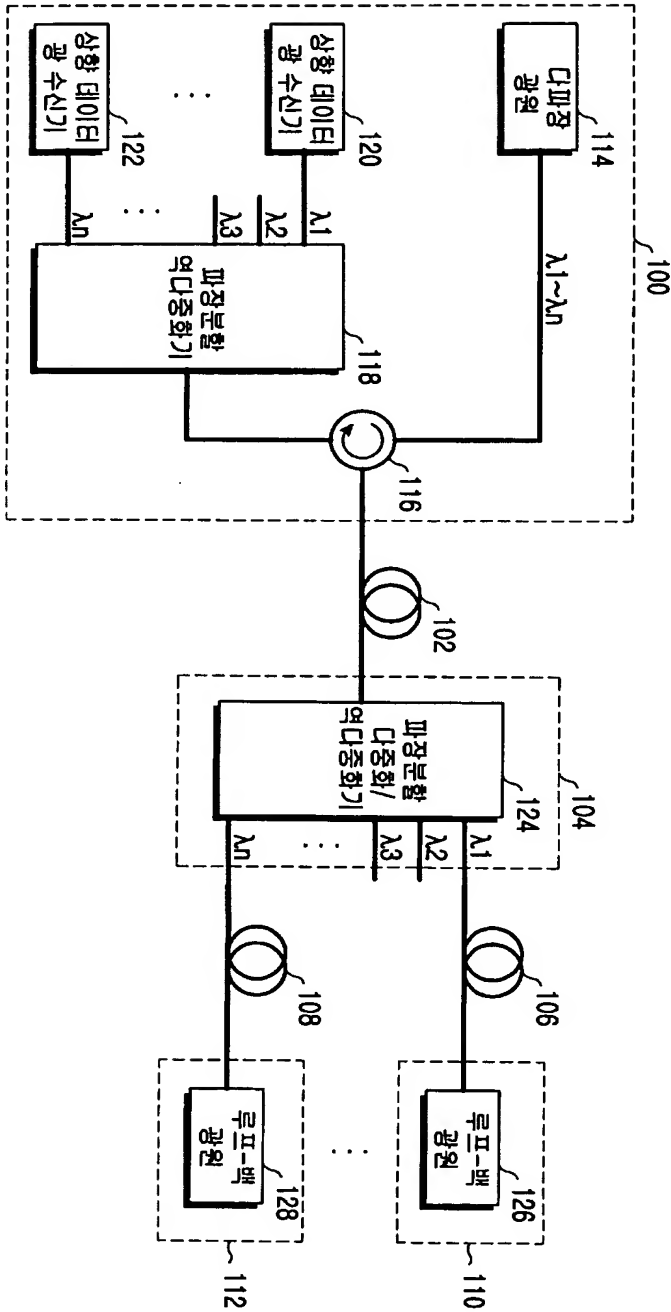 110
112
루프-백
광원
126
...
루프-백
광원
128
106
108
λ1
λ2
λ3
...
λn
104
파장분할
다중화/
역다중화기
124
102
100
116
λ1~λn
파장분할
역다중화기
118
λ1
λ2
λ3
...
λn
다파장
광원
114
상향 데이터
광 수신기
120
...
상향 데이터
광 수신기
122